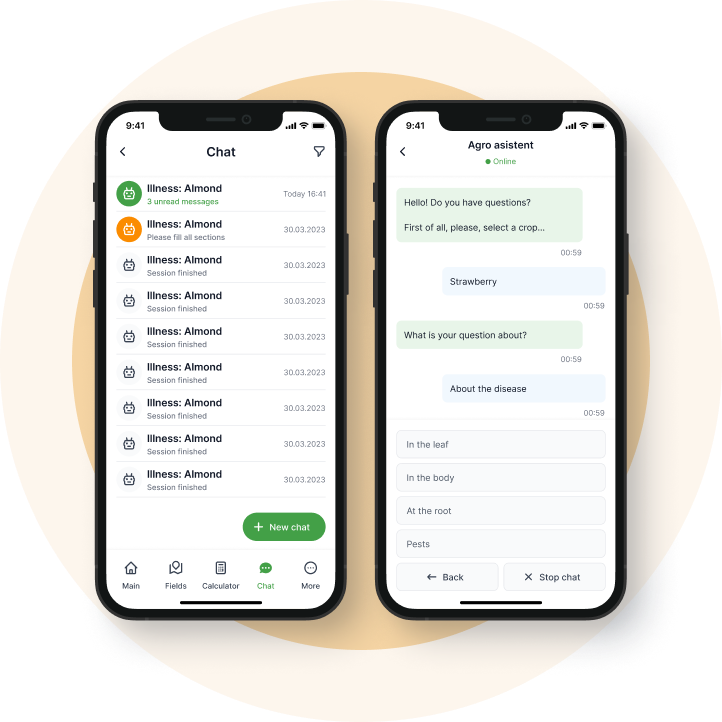 9:41
Chat
Illness: Almond
Today 16:41
3 unread messages
Illness: Almond
30.03.2023
Please fill all sections
Illness: Almond
30.03.2023
Session finished
Illness: Almond
30.03.2023
Session finished
Illness: Almond
30.03.2023
Session finished
Illness: Almond
30.03.2023
Session finished
Illness: Almond
30.03.2023
Session finished
Illness: Almond
30.03.2023
Session finished
Illness: Almond
30.03.2023
Session finished
New chat
Main
Fields
Calculator
Chat
More
9:41
Agro asistent
Online
Hello! Do you have questions?
First of all, please, select a crop...
00:59
Strawberry
00:59
What is your question about?
00:59
About the disease
00:59
In the leaf
In the body
At the root
Pests
Back
Stop chat